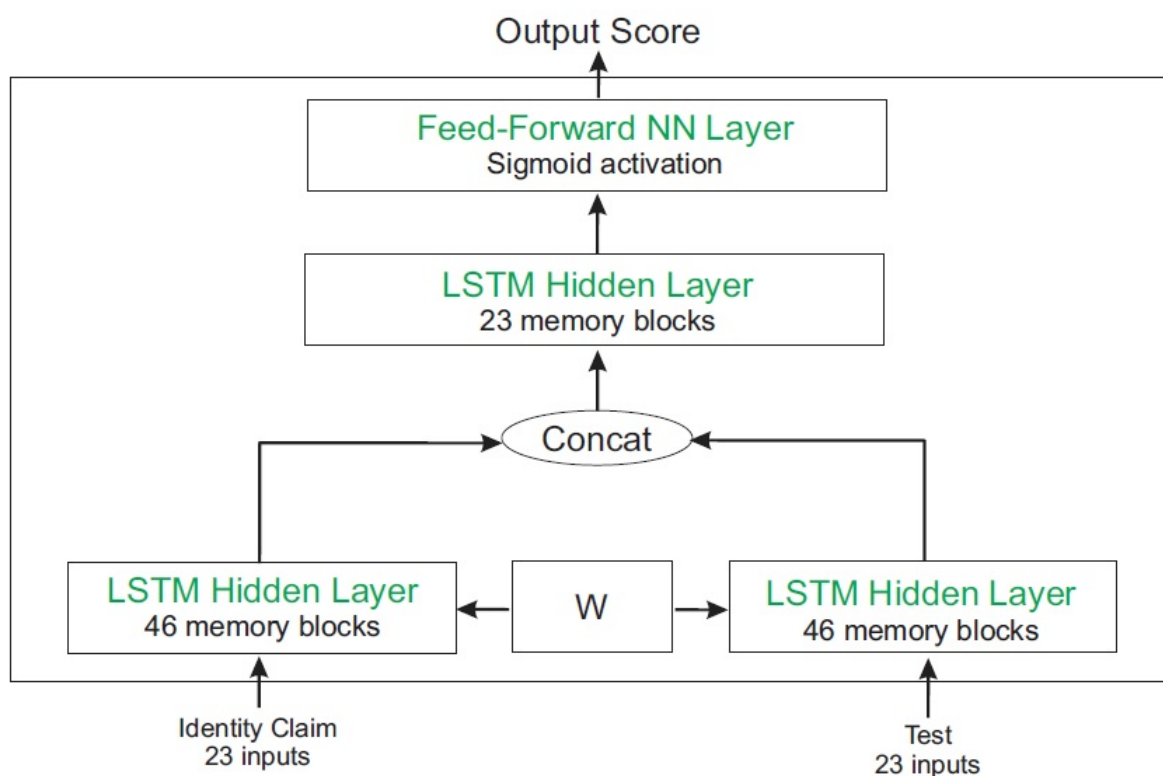 Output Score
Feed-Forward NN Layer
Sigmoid activation
LSTM Hidden Layer
23 memory blocks
Concat
LSTM Hidden Layer
46 memory blocks
W
LSTM Hidden Layer
46 memory blocks
Identity Claim
23 inputs
Test
23 inputs